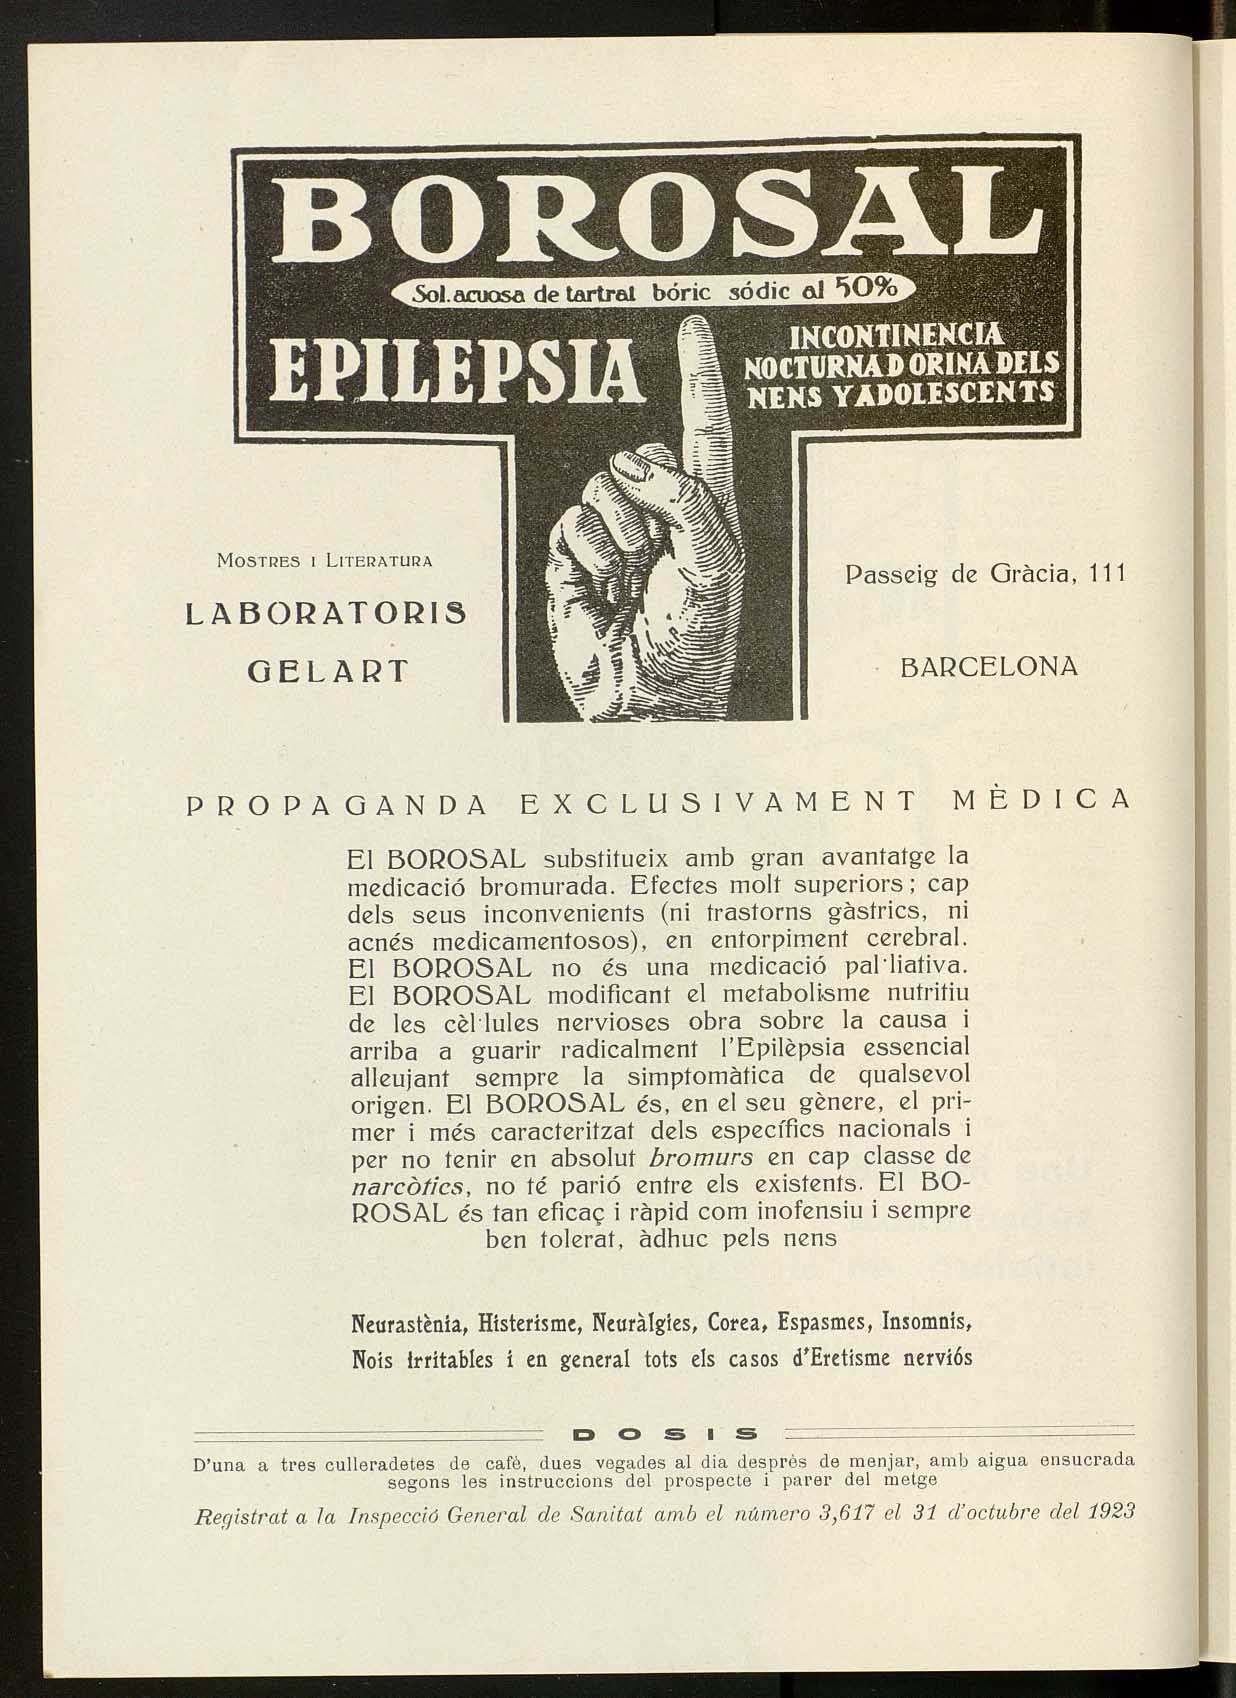 BOROSAL
Sol. acuosa de tartrat bóric sódic al 50%
EPILEPSIA
INCONTINENCIA
NOCTURNA D ORINA DELS
NENS Y ADOLESCENTS
MOSTRES I LITERATURA
LABORATORIS
GELART
Passeig de Gràcia, 111
BARCELONA
PROPAGANDA EXCLUSIVAMENT MÈDICA
El BOROSAL substitueix amb gran avantatge la
medicació bromurada. Efectes molt superiors; cap
dels seus inconvenients (ni trastorns gàstrics, ni
acnés medicamentosos), en entorpiment cerebral.
El BOROSAL no és una medicació pal·liativa.
El BOROSAL modificant el metabolisme nutritiu
de les cèl·lules nervioses obra sobre la causa i
arriba a guarir radicalment l'Epilèpsia essencial
alleujant sempre la simptomàtica de qualsevol
origen. El BOROSAL és, en el seu gènere, el pri-
mer i més caracteritzat dels específics nacionals i
per no tenir en absolut bromurs en cap classe de
narcòtics, no té parió entre els existents. El BO-
ROSAL és tan eficaç i ràpid com inofensiu i sempre
ben tolerat, àdhuc pels nens
Neurastènia, Histerisme, Neuràlgies, Corea, Espasmes, Insomnis,
Nois irritables i en general tots els casos d'Eretisme nerviós
DOSIS
D'una a tres culleradetes de cafè, dues vegades al dia desprès de menjar, amb aigua ensucrada
segons les instruccions del prospecte i parer del metge
Registrat a la Inspecció General de Sanitat amb el número 3,617 el 31 d'octubre del 1923